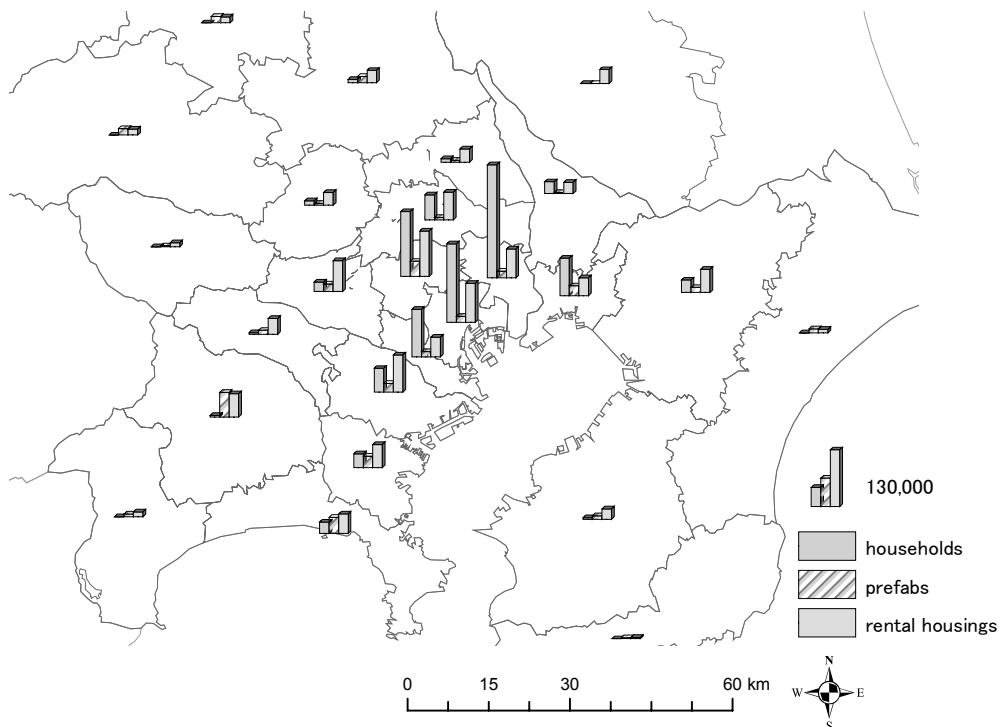 130,000
households
prefabs
rental housings
0 15 30 60 km
N
W E
S